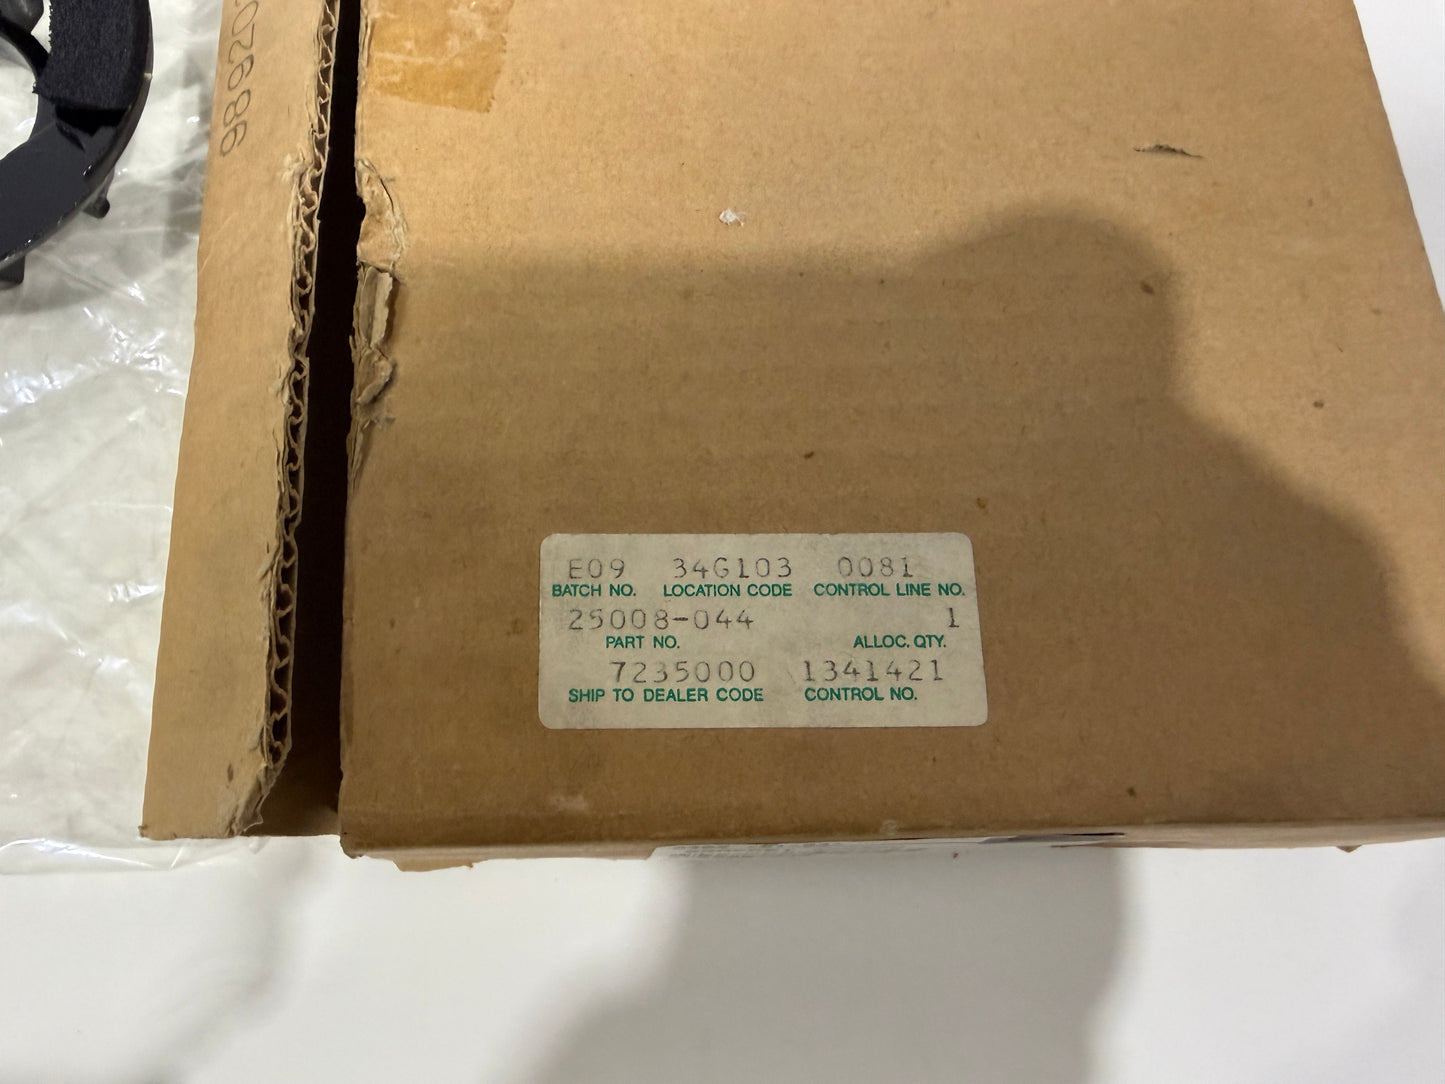 E09 34G103 0081
BATCH NO. LOCATION CODE CONTROL LINE NO.
25008-044 1
PART NO. ALLOC. QTY.
7235000 1341421
SHIP TO DEALER CODE CONTROL NO.